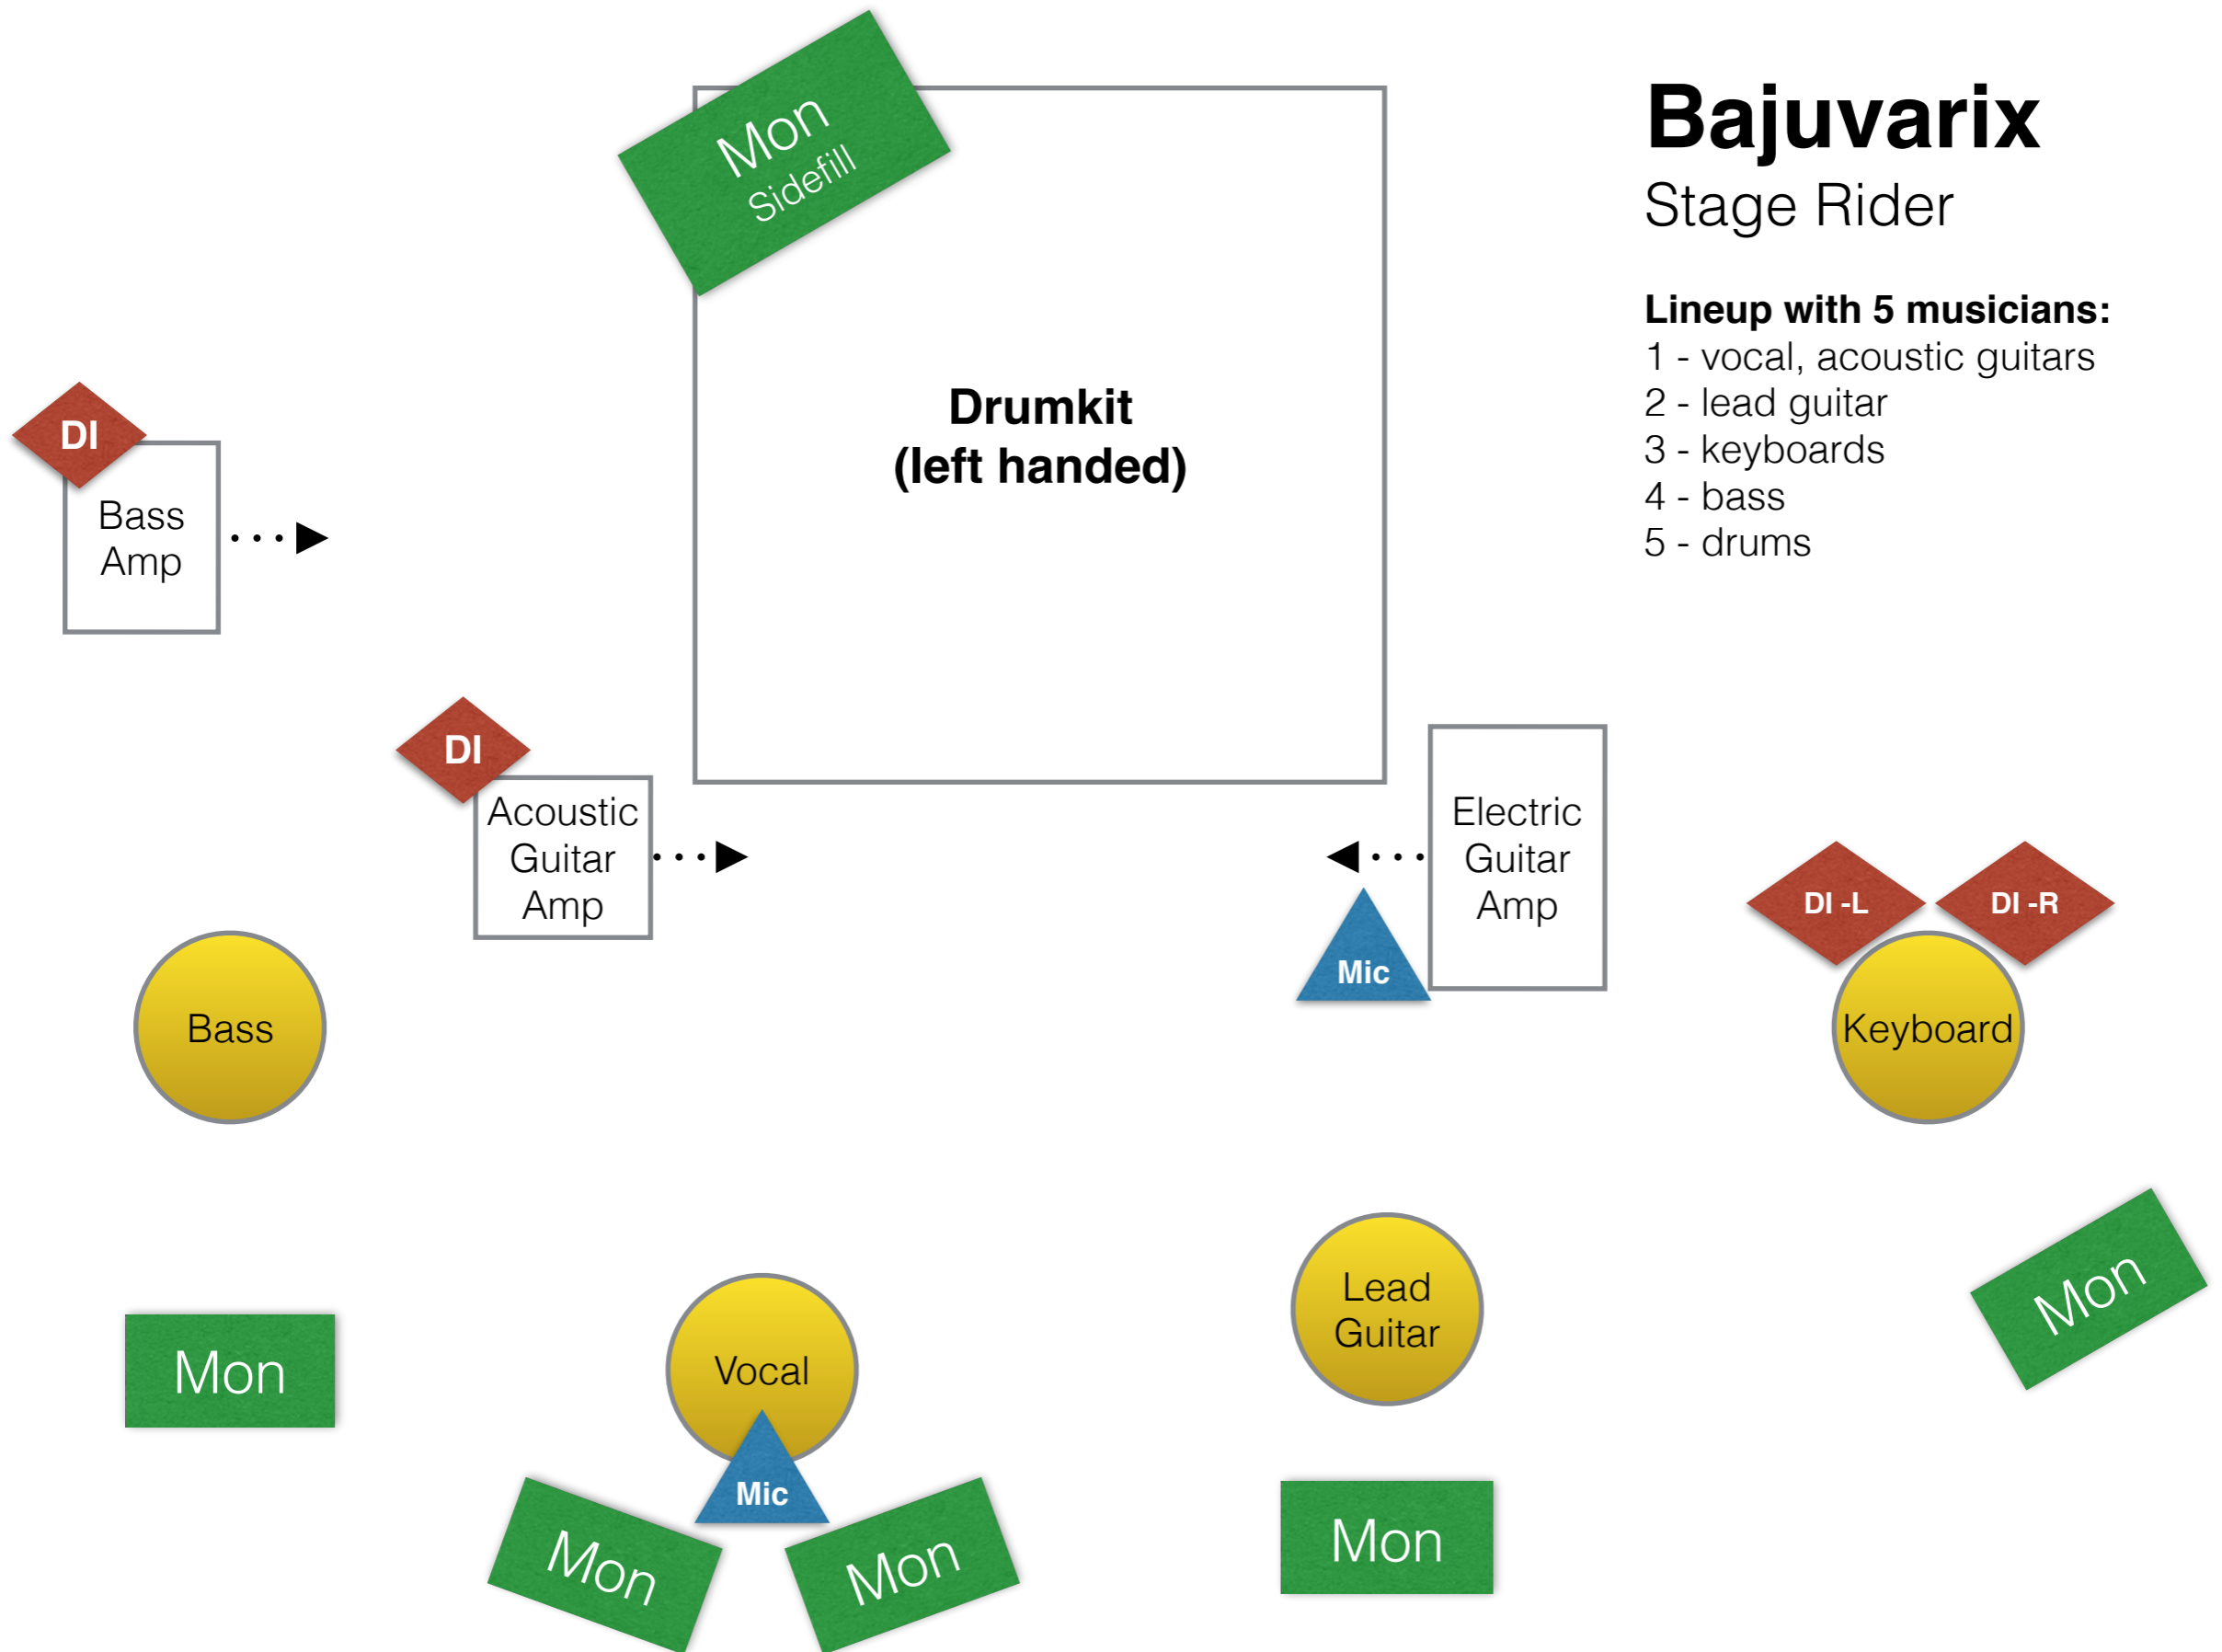 Bajuvarix
Stage Rider
Lineup with 5 musicians:
1 - vocal, acoustic guitars
2 - lead guitar
3 - keyboards
4 - bass
5 - drums
Mon
Sidefill
Drumkit
(left handed)
DI
Bass
Amp
DI
Acoustic
Guitar
Amp
Electric
Guitar
Amp
Mic
DI -L
DI -R
Bass
Keyboard
Mon
Vocal
Mic
Mon
Mon
Lead
Guitar
Mon
Mon